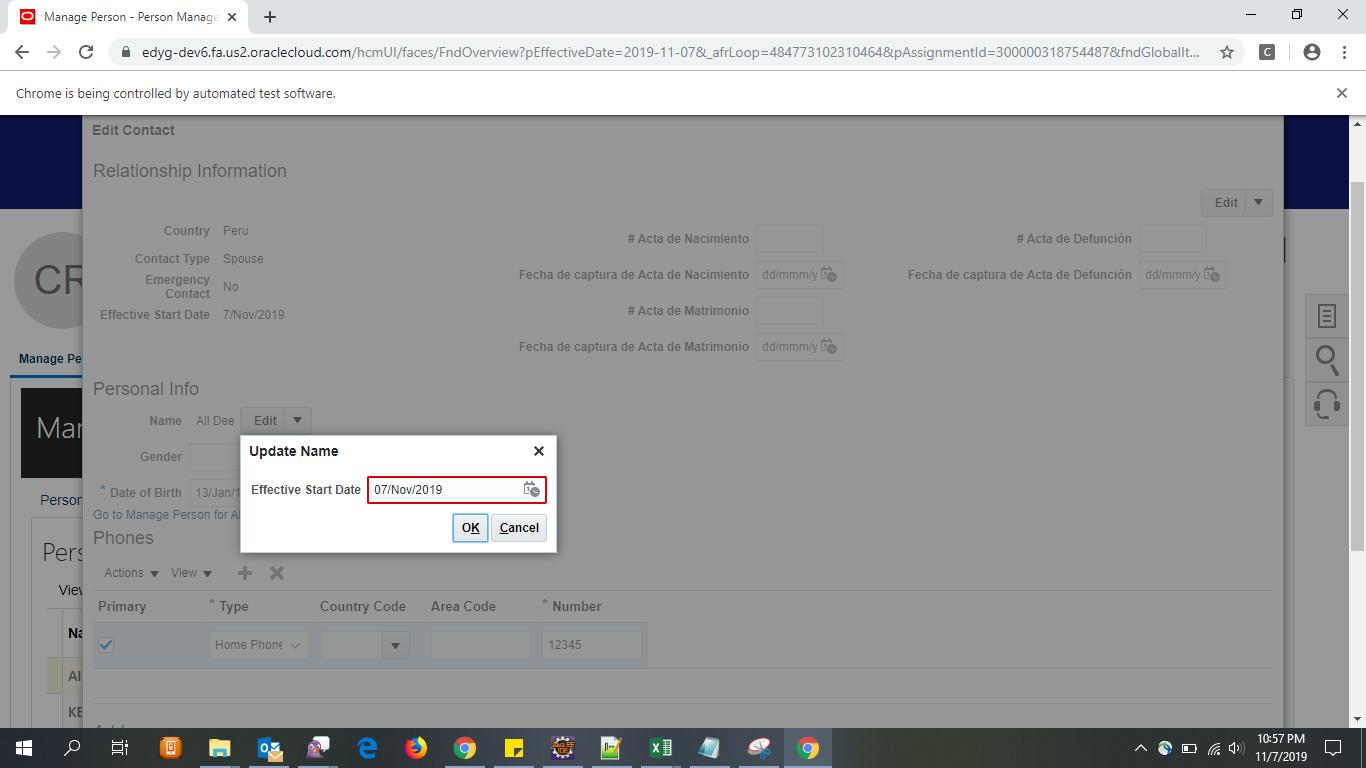 Manage Person - Person Manage
edyg-dev6.fa.us2.oraclecloud.com/hcmUI/faces/FndOverview?pEffectiveDate=2019-11-07&_afrLoop=484773102310464&pAssignmentId=300000318754487&fndGlobalIt...
Chrome is being controlled by automated test software.
Edit Contact
Relationship Information
Edit
Country Peru
Contact Type Spouse
Emergency Contact No
Effective Start Date 7/Nov/2019
# Acta de Nacimiento
Fecha de captura de Acta de Nacimiento dd/mmm/y
# Acta de Matrimonio
Fecha de captura de Acta de Matrimonio dd/mmm/y
# Acta de Defunción
Fecha de captura de Acta de Defunción dd/mmm/y
CR
Manage Pe
Mar
Person
Pers
View
Na
Al
KE
Personal Info
Name All Dee Edit
Gender
* Date of Birth 13/Jan/1
Go to Manage Person for A
Update Name
Effective Start Date 07/Nov/2019
OK Cancel
Phones
Actions View
Primary * Type Country Code Area Code * Number
Home Phone 12345
10:57 PM
11/7/2019